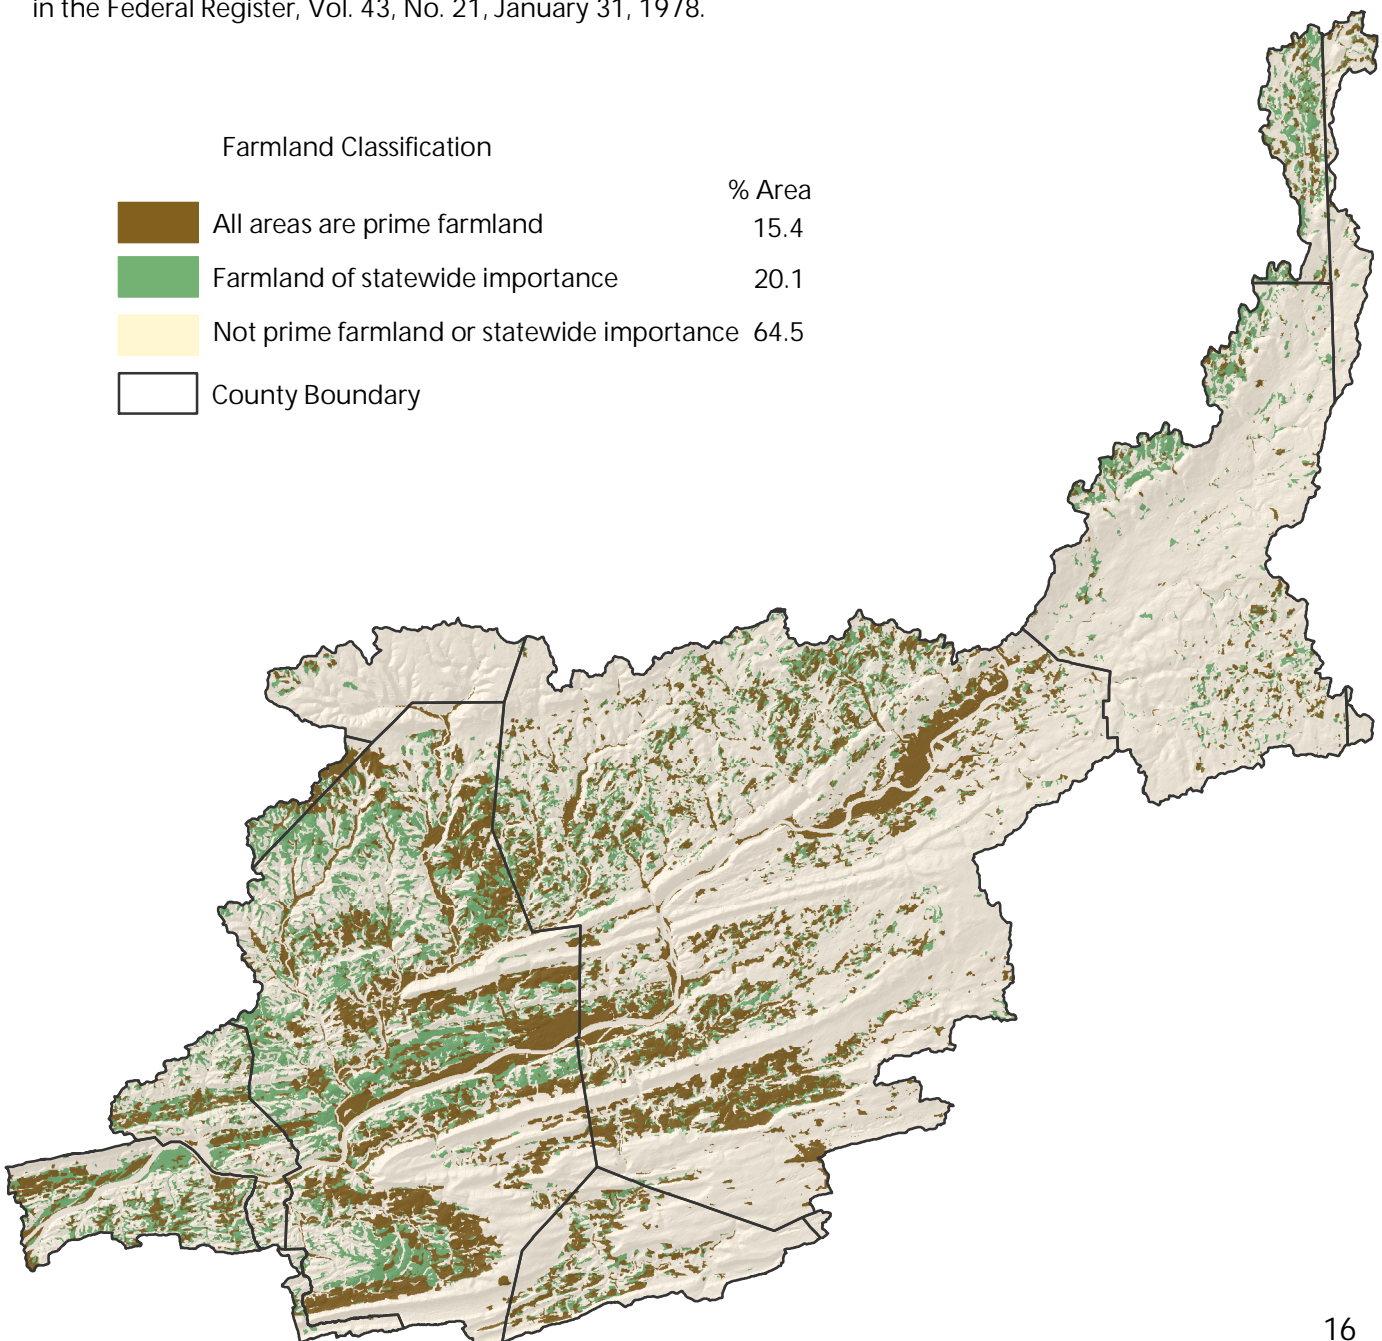 in the Federal Register, Vol. 43, No. 21, January 31, 1978.
Farmland Classification
% Area
All areas are prime farmland 15.4
Farmland of statewide importance 20.1
Not prime farmland or statewide importance 64.5
County Boundary
16